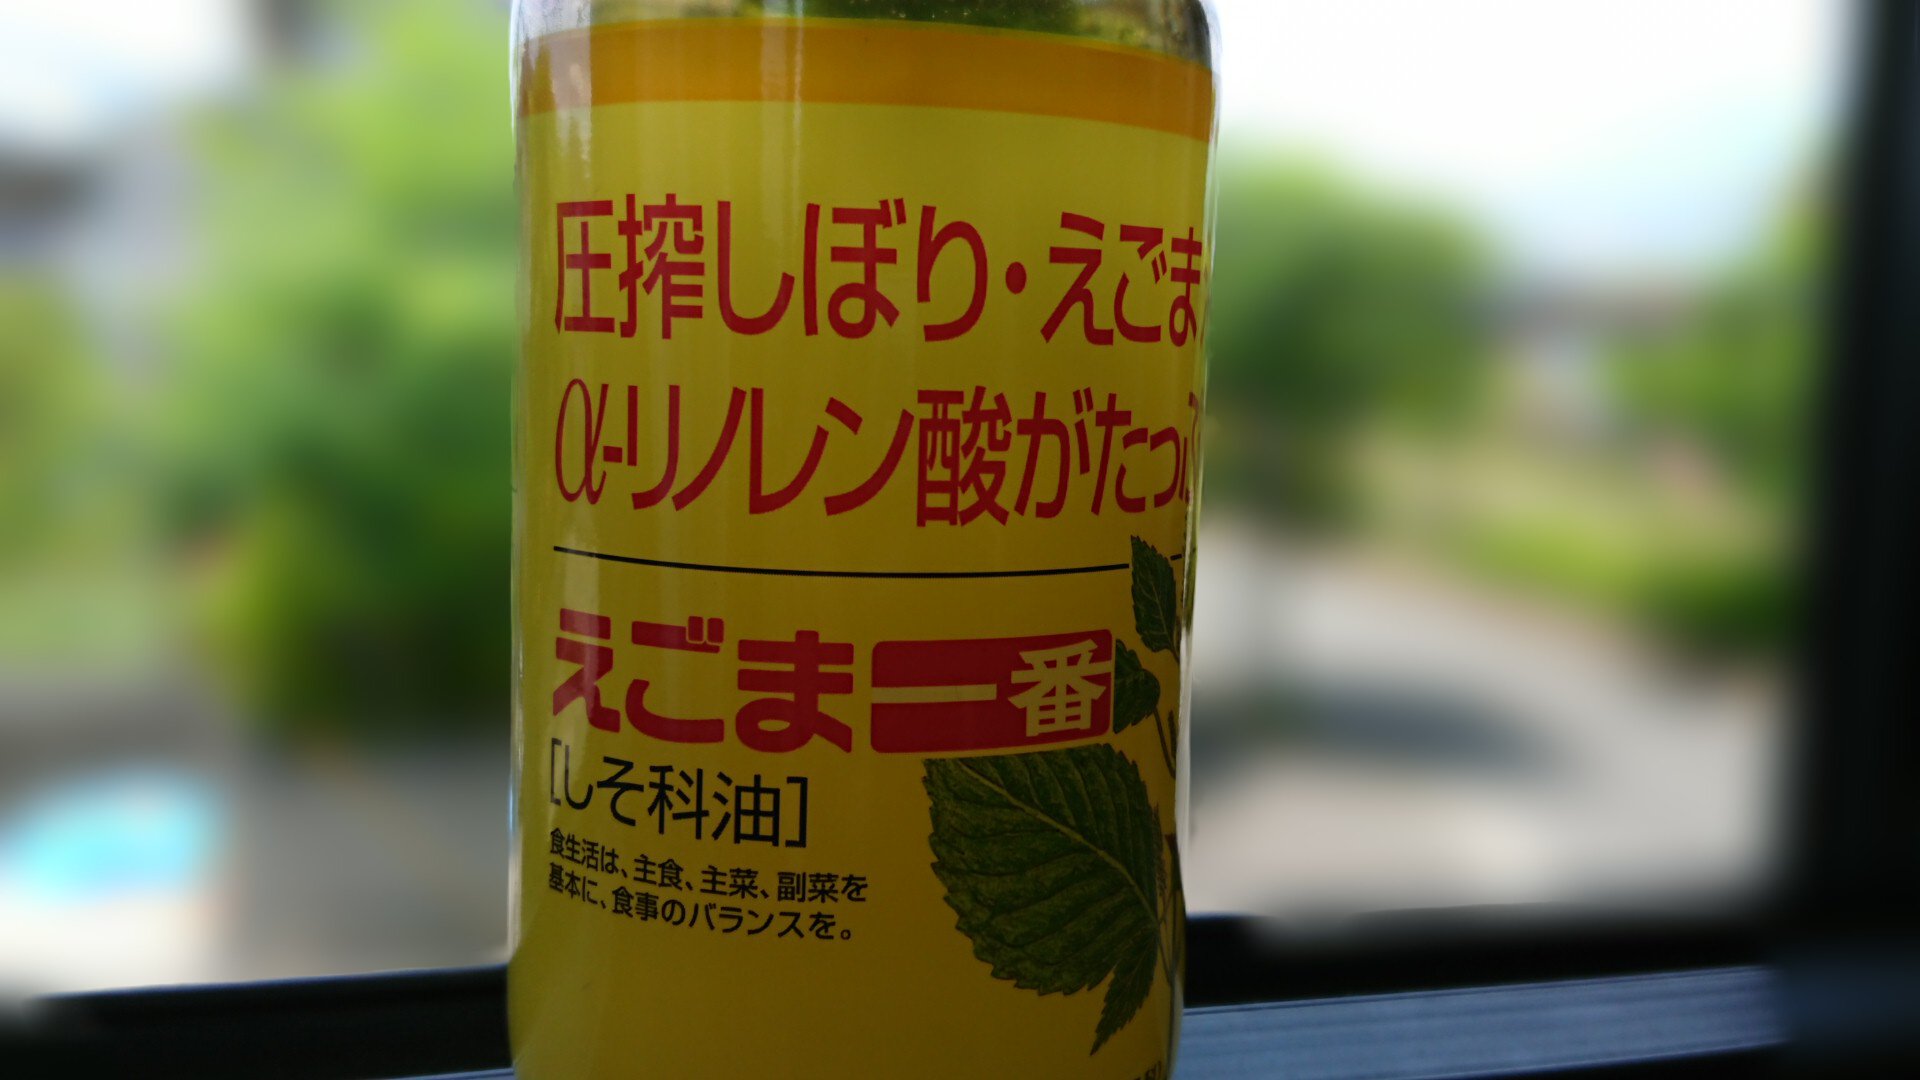 圧搾しぼり・えごま
α-リノレン酸がたっ
えごま一番
[しそ科油]
食生活は、主食、主菜、副菜を
基本に、食事のバランスを。